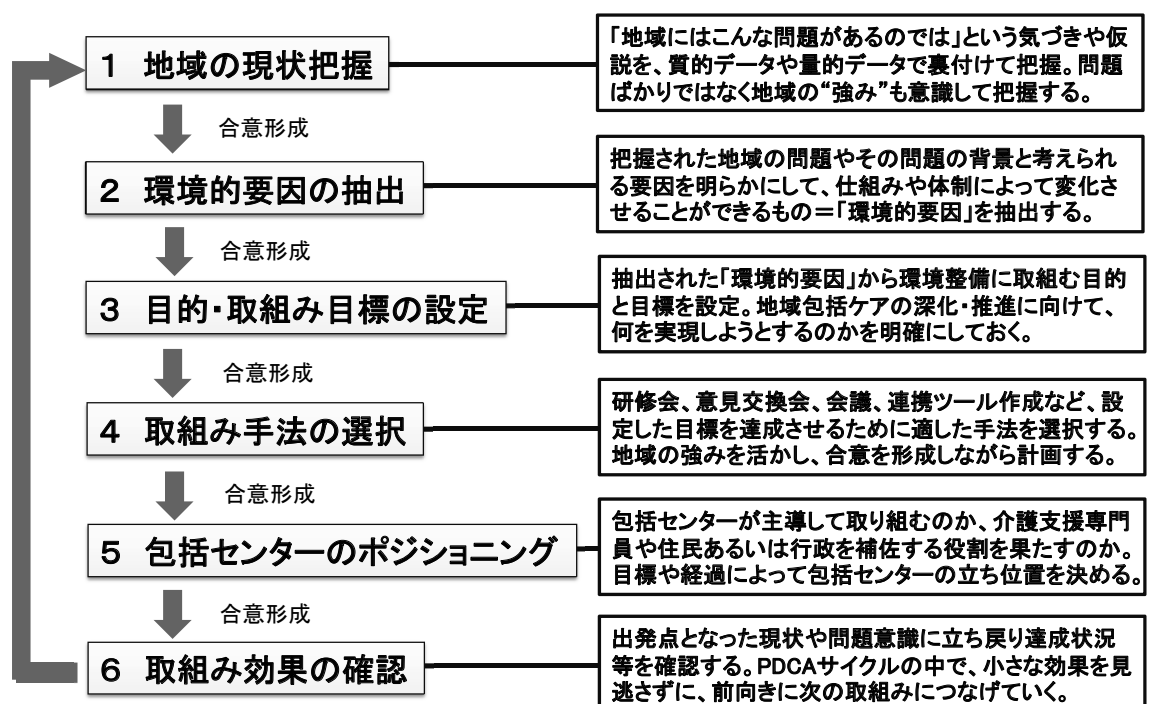 1 地域の現状把握
「地域にはこんな問題があるのでは」という気づきや仮
説を、質的データや量的データで裏付けて把握。問題
ばかりではなく地域の“強み”も意識して把握する。
合意形成
2 環境的要因の抽出
把握された地域の問題やその問題の背景と考えられ
る要因を明らかにして、仕組みや体制によって変化さ
せることができるもの＝「環境的要因」を抽出する。
合意形成
3 目的・取組み目標の設定
抽出された「環境的要因」から環境整備に取組む目的
と目標を設定。地域包括ケアの深化・推進に向けて、
何を実現しようとするのかを明確にしておく。
合意形成
4 取組み手法の選択
研修会、意見交換会、会議、連携ツール作成など、設
定した目標を達成させるために適した手法を選択する。
地域の強みを活かし、合意を形成しながら計画する。
合意形成
5 包括センターのポジショニング
包括センターが主導して取り組むのか、介護支援専門
員や住民あるいは行政を補佐する役割を果たすのか。
目標や経過によって包括センターの立ち位置を決める。
合意形成
6 取組み効果の確認
出発点となった現状や問題意識に立ち戻り達成状況
等を確認する。PDCAサイクルの中で、小さな効果を見
逃さずに、前向きに次の取組みにつなげていく。